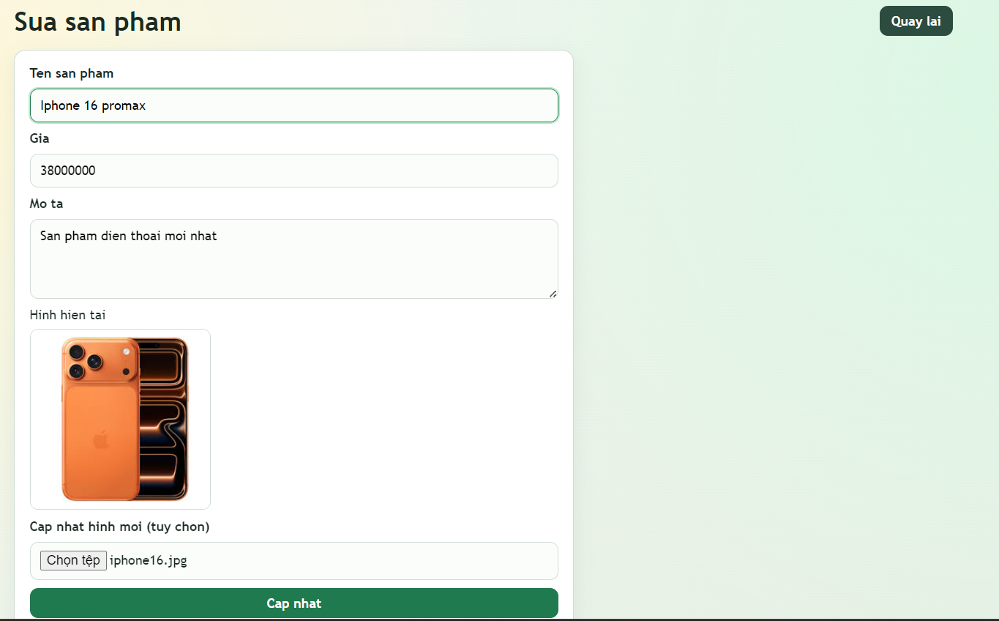 Sua san pham
Quay lai
Ten san pham
Iphone 16 promax
Gia
38000000
Mo ta
San pham dien thoai moi nhat
Hinh hien tai
Cap nhat hinh moi (tuy chon)
Chọn tệp iphone16.jpg
Cap nhat